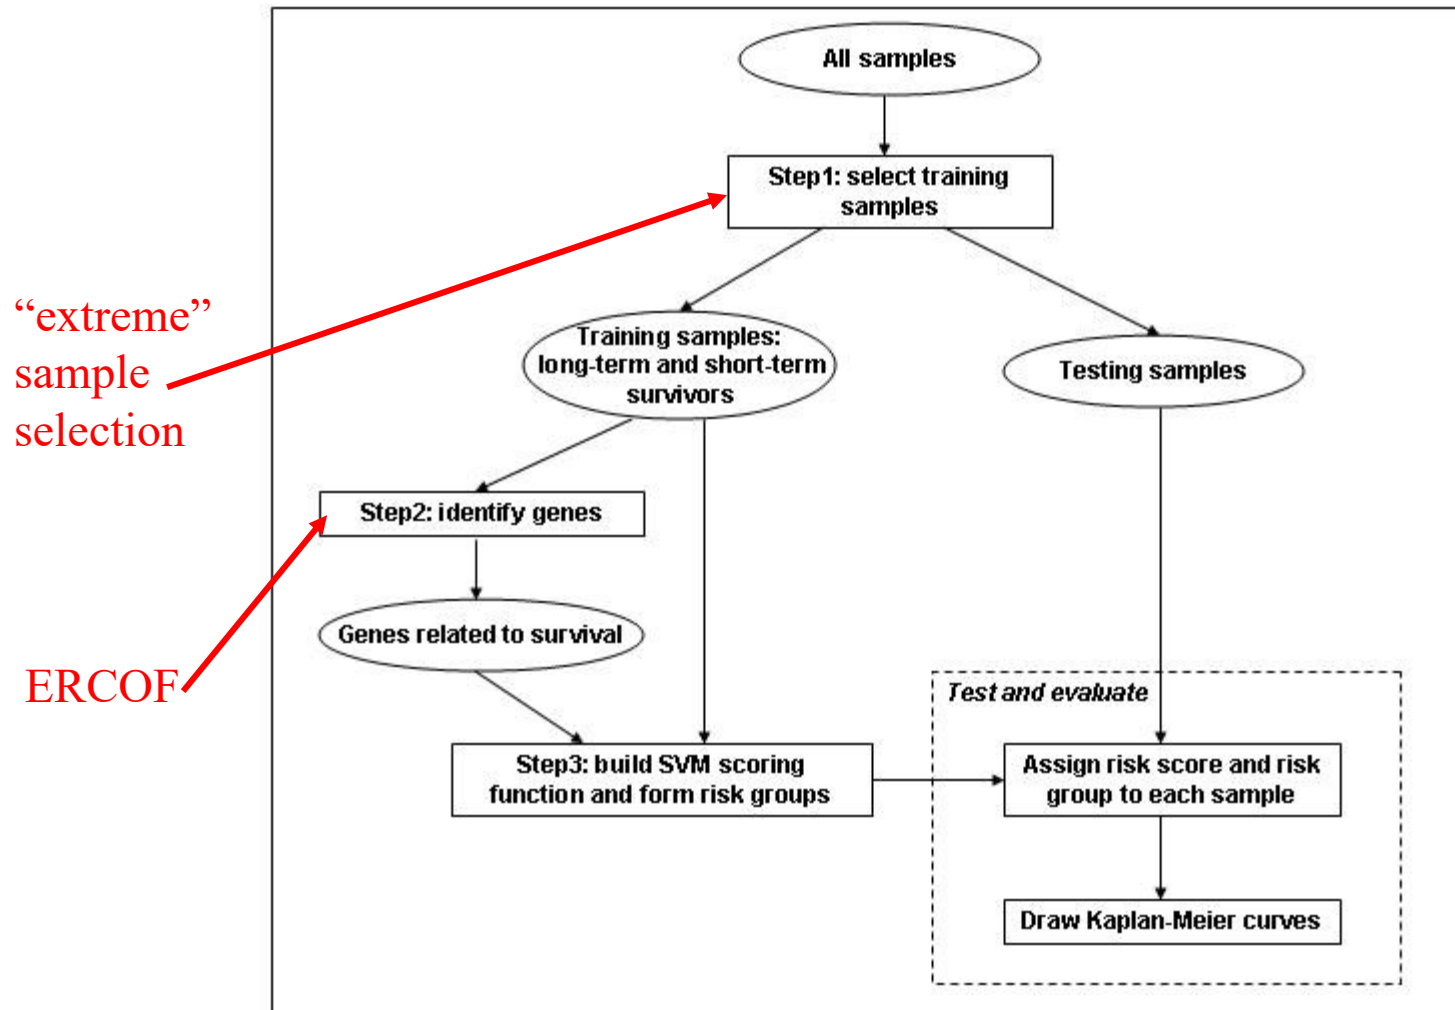 All samples
Step1: select training
samples
“extreme”
sample
selection
Training samples:
long-term and short-term
survivors
Testing samples
Step2: identify genes
Genes related to survival
ERCOF
Test and evaluate
Step3: build SVM scoring
function and form risk groups
Assign risk score and risk
group to each sample
Draw Kaplan-Meier curves